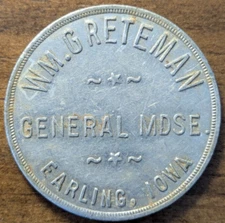 WM. GRETEMAN
GENERAL MDSE.
EARLING, IOWA